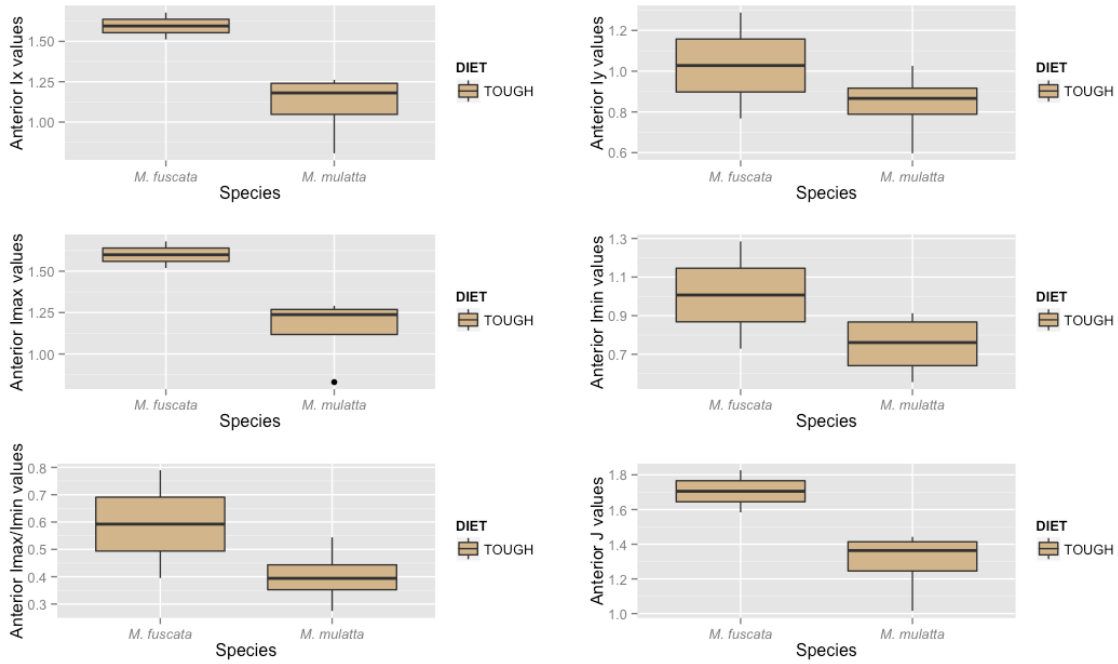 Anterior Ix values
1.50
1.25
1.00
M. fuscata
M. mulatta
Species
DIET
TOUGH
Anterior Iy values
1.2
1.0
0.8
0.6
M. fuscata
M. mulatta
Species
DIET
TOUGH
Anterior Imax values
1.50
1.25
1.00
M. fuscata
M. mulatta
Species
DIET
TOUGH
Anterior Imin values
1.3
1.1
0.9
0.7
M. fuscata
M. mulatta
Species
DIET
TOUGH
Anterior Imax/Imin values
0.8
0.7
0.6
0.5
0.4
0.3
M. fuscata
M. mulatta
Species
DIET
TOUGH
Anterior J values
1.8
1.6
1.4
1.2
1.0
M. fuscata
M. mulatta
Species
DIET
TOUGH